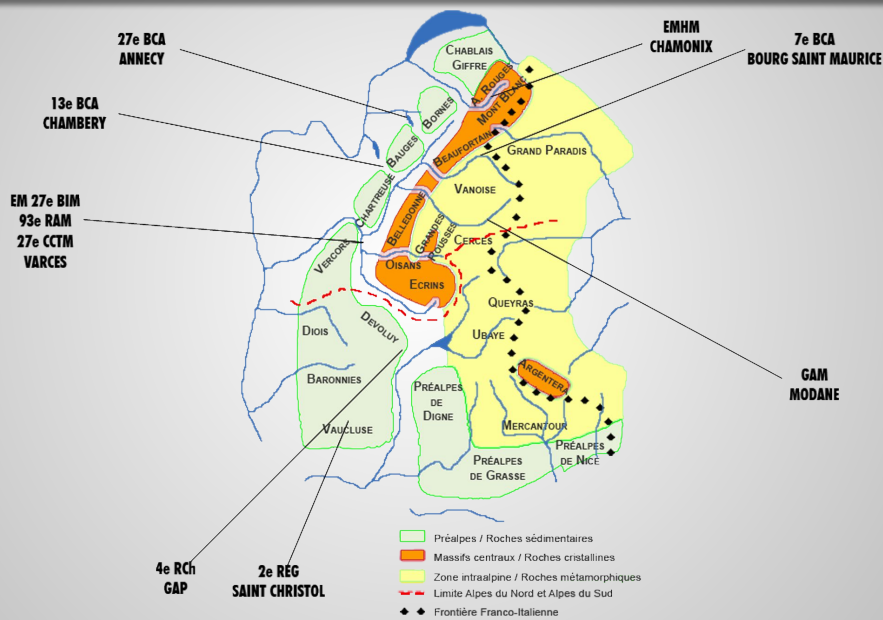 27e BCA
ANNECY
EMHM
CHAMONIX
7e BCA
BOURG SAINT MAURICE
13e BCA
CHAMBERY
EM 27e BIM
93e RAM
27e CCTM
VARCES
GAM
MODANE
4e RCh
GAP
2e REG
SAINT CHRISTOL
CHABLAIS
GIFFRE
A. ROUGES
MONT BLANC
BORNES
BAUGES
BEAUFORTAIN
GRAND PARADIS
VANOISE
CHARTREUSE
BELLEDONNE
GRANDES
ROUSSES
CERCES
VERCORS
OISANS
ECRINS
QUEYRAS
DEVOLUY
DIOIS
UBAYE
BARONNIES
ARGENTERA
PRÉALPES
DE
DIGNE
VAUCLUSE
MERCANTOUR
PRÉALPES
DE NICE
PRÉALPES
DE GRASSE
Préalpes / Roches sédimentaires
Massifs centraux / Roches cristallines
Zone intraalpine / Roches métamorphiques
Limite Alpes du Nord et Alpes du Sud
Frontière Franco-Italienne